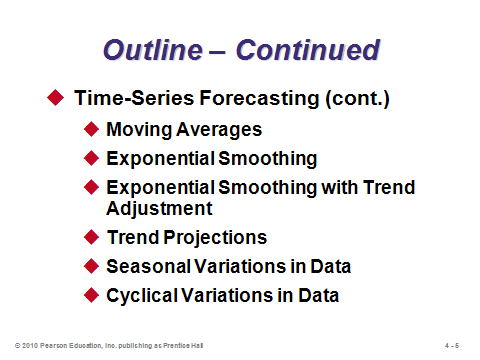 Outline – Continued
Time-Series Forecasting (cont.)
Moving Averages
Exponential Smoothing
Exponential Smoothing with Trend
Adjustment
Trend Projections
Seasonal Variations in Data
Cyclical Variations in Data
© 2010 Pearson Education, Inc. publishing as Prentice Hall
4 - 5